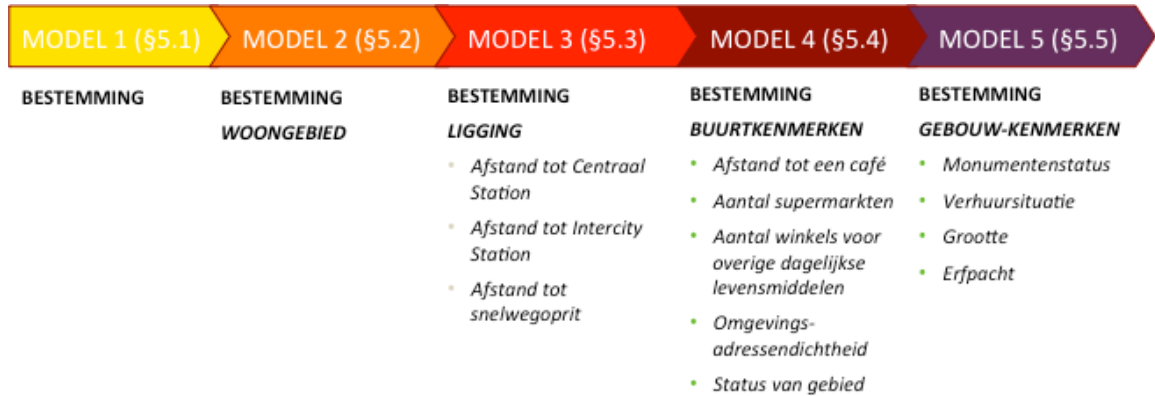 MODEL 1 (§5.1)
MODEL 2 (§5.2)
MODEL 3 (§5.3)
MODEL 4 (§5.4)
MODEL 5 (§5.5)
BESTEMMING
BESTEMMING
WOONGEBIED
BESTEMMING
LIGGING
• Afstand tot Centraal
Station
• Afstand tot Intercity
Station
• Afstand tot
snelwegoprit
BESTEMMING
BUURTKENMERKEN
• Afstand tot een café
• Aantal supermarkten
• Aantal winkels voor
overige dagelijkse
levensmiddelen
• Omgevings-
adressendichtheid
• Status van gebied
BESTEMMING
GEBOUW-KENMERKEN
• Monumentenstatus
• Verhuursituatie
• Grootte
• Erfpacht